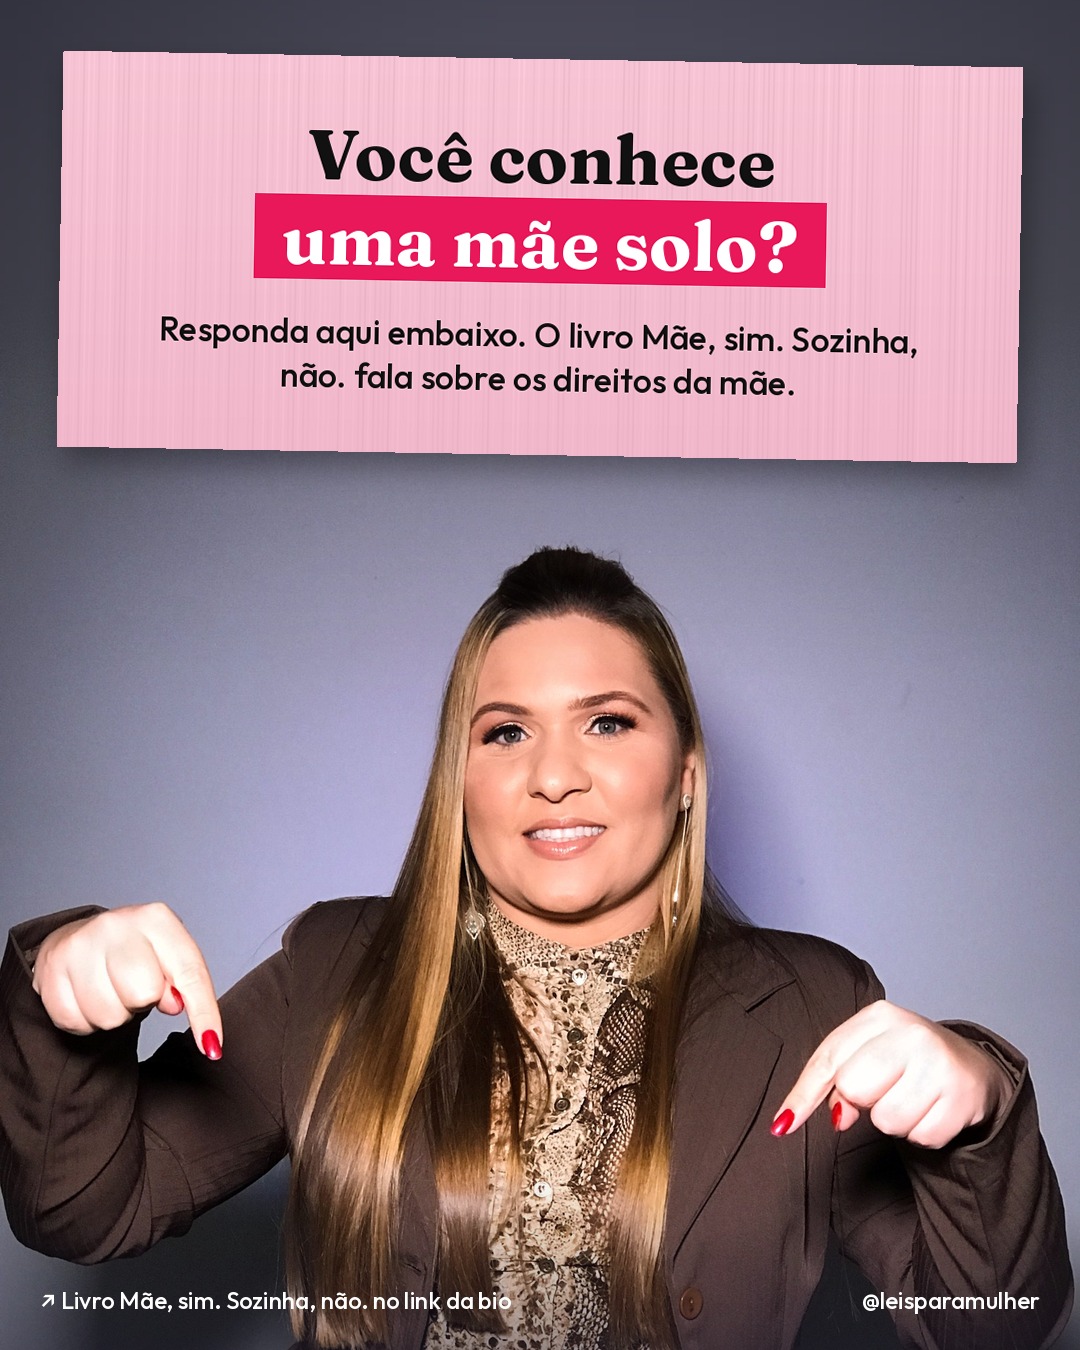 Você conhece
uma mãe solo?
Responda aqui embaixo. O livro Mãe, sim. Sozinha,
não. fala sobre os direitos da mãe.
↗ Livro Mãe, sim. Sozinha, não. no link da bio
@leisparamulher